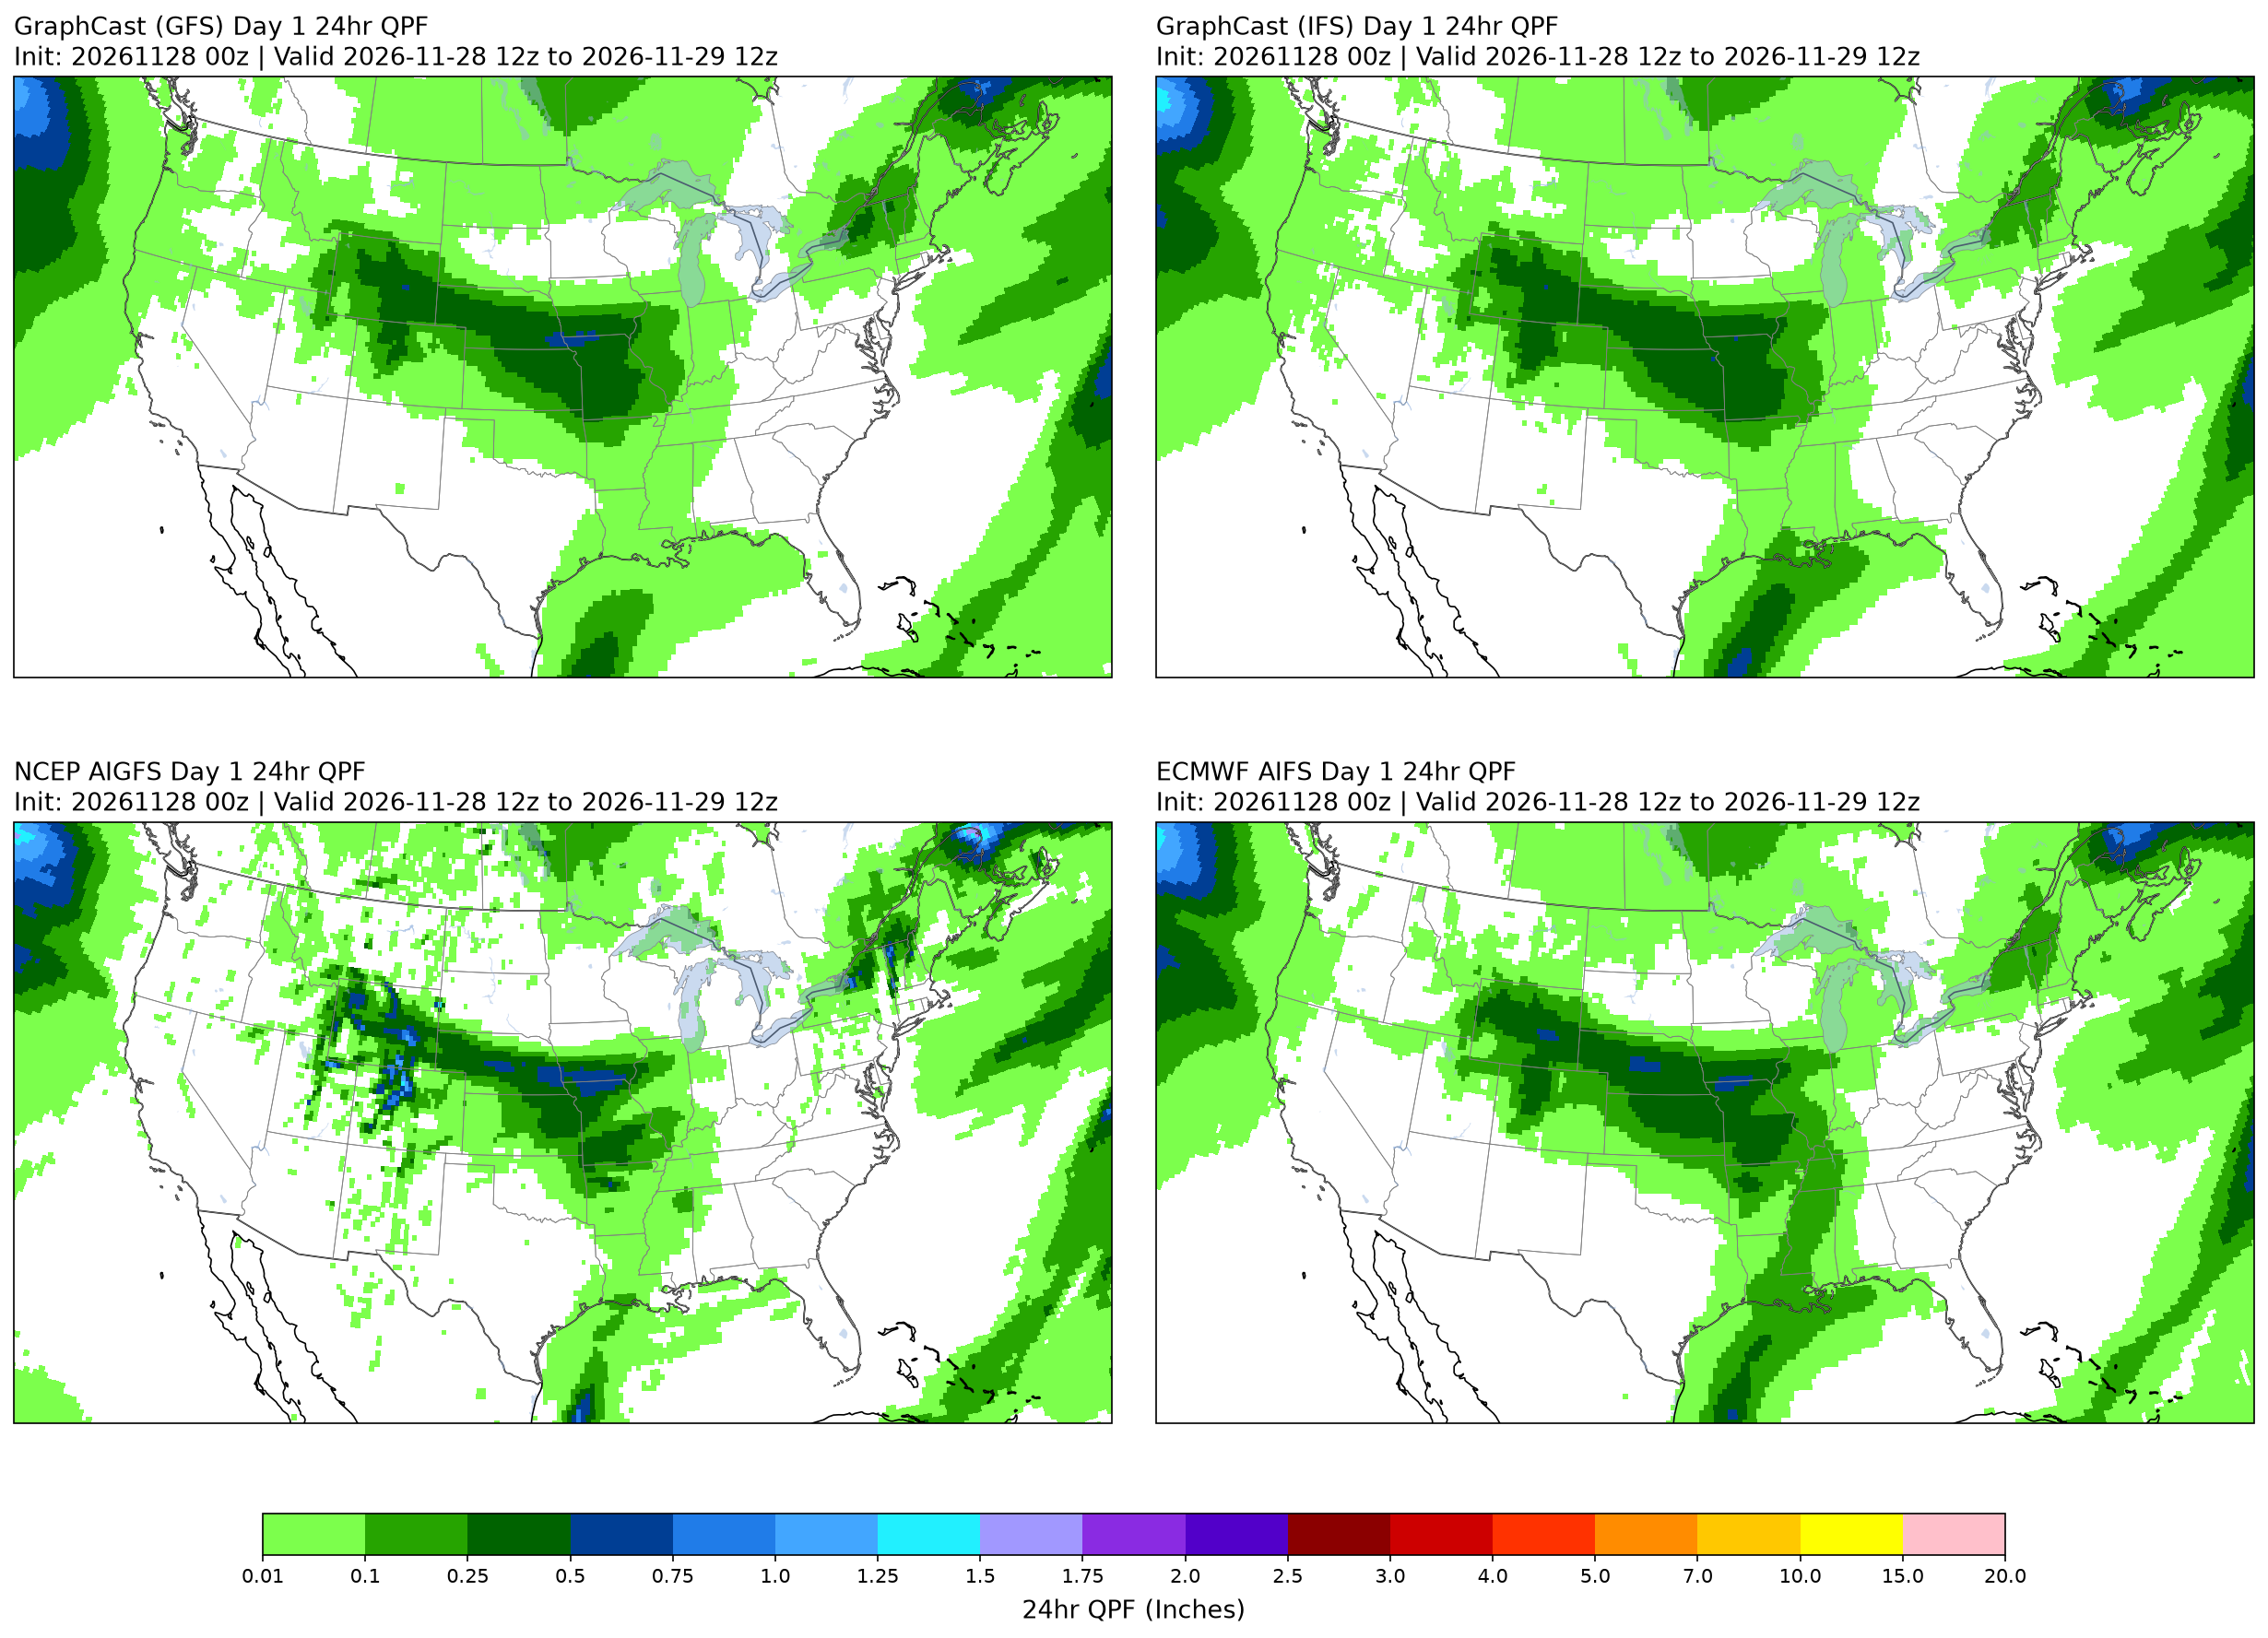 GraphCast (GFS) Day 1 24hr QPF
Init: 20261128 00z | Valid 2026-11-28 12z to 2026-11-29 12z
GraphCast (IFS) Day 1 24hr QPF
Init: 20261128 00z | Valid 2026-11-28 12z to 2026-11-29 12z
NCEP AIGFS Day 1 24hr QPF
Init: 20261128 00z | Valid 2026-11-28 12z to 2026-11-29 12z
ECMWF AIFS Day 1 24hr QPF
Init: 20261128 00z | Valid 2026-11-28 12z to 2026-11-29 12z
0.01 0.1 0.25 0.5 0.75 1.0 1.25 1.5 1.75 2.0 2.5 3.0 4.0 5.0 7.0 10.0 15.0 20.0
24hr QPF (Inches)